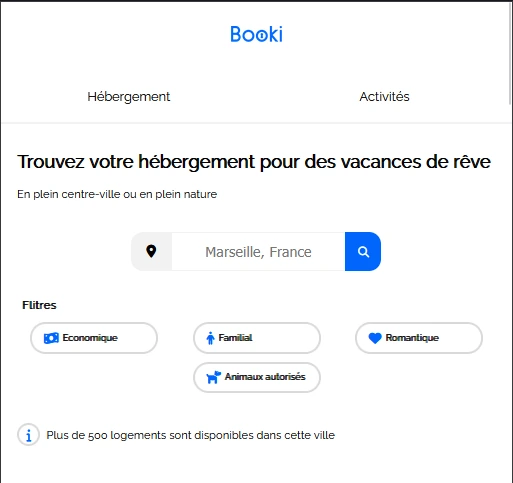 Booki
Hébergement Activités
Trouvez votre hébergement pour des vacances de rêve
En plein centre-ville ou en plein nature
Marseille, France
Flitres
Economique Familial Romantique
Animaux autorisés
Plus de 500 logements sont disponibles dans cette ville